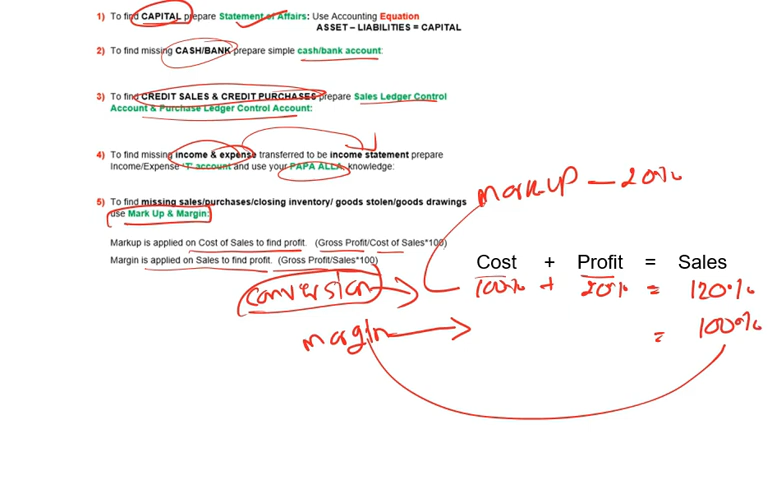 1) To find CAPITAL prepare Statement of Affairs: Use Accounting Equation
ASSET – LIABILITIES = CAPITAL
2) To find missing CASH/BANK prepare simple cash/bank account:
3) To find CREDIT SALES & CREDIT PURCHASES prepare Sales Ledger Control
Account & Purchase Ledger Control Account:
4) To find missing income & expense transferred to be income statement prepare
Income/Expense 'T' account and use your PAPA ALLA knowledge:
5) To find missing sales/purchases/closing inventory/ goods stolen/goods drawings
use Mark Up & Margin:
markup – 20%
Markup is applied on Cost of Sales to find profit. (Gross Profit/Cost of Sales*100)
Margin is applied on Sales to find profit. (Gross Profit/Sales*100)
Cost + Profit = Sales
conversion 100% + 20% = 120%
margin = 100%